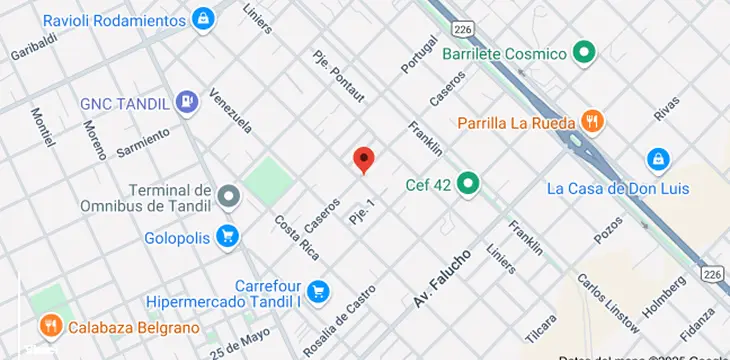 Ravioli Rodamientos
Liniers
226
Garibaldi
Pje. Pontaut
Portugal
Barrilete Cosmico
GNC TANDIL
Venezuela
Caseros
Rivas
Montiel
Moreno
Sarmiento
Franklin
Parrilla La Rueda
Terminal de
Omnibus de Tandil
Cef 42
La Casa de Don Luis
Caseros
Pje. 1
Golopolis
Costa Rica
Franklin
Pozos
Liniers
Av. Falucho
226
Carrefour
Hipermercado Tandil I
Carlos Linstow
Holmberg
Fidanza
Calabaza Belgrano
25 de Mayo
Rosalía de Castro
Tilcara
Datos del mapa ©2025 Google